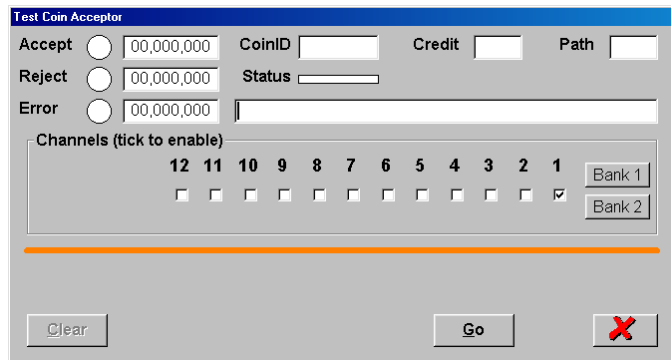 Test Coin Acceptor
Accept 00,000,000 CoinID Credit Path
Reject 00,000,000 Status
Error 00,000,000
Channels (tick to enable)
12 11 10 9 8 7 6 5 4 3 2 1
Bank 1
Bank 2
Clear Go